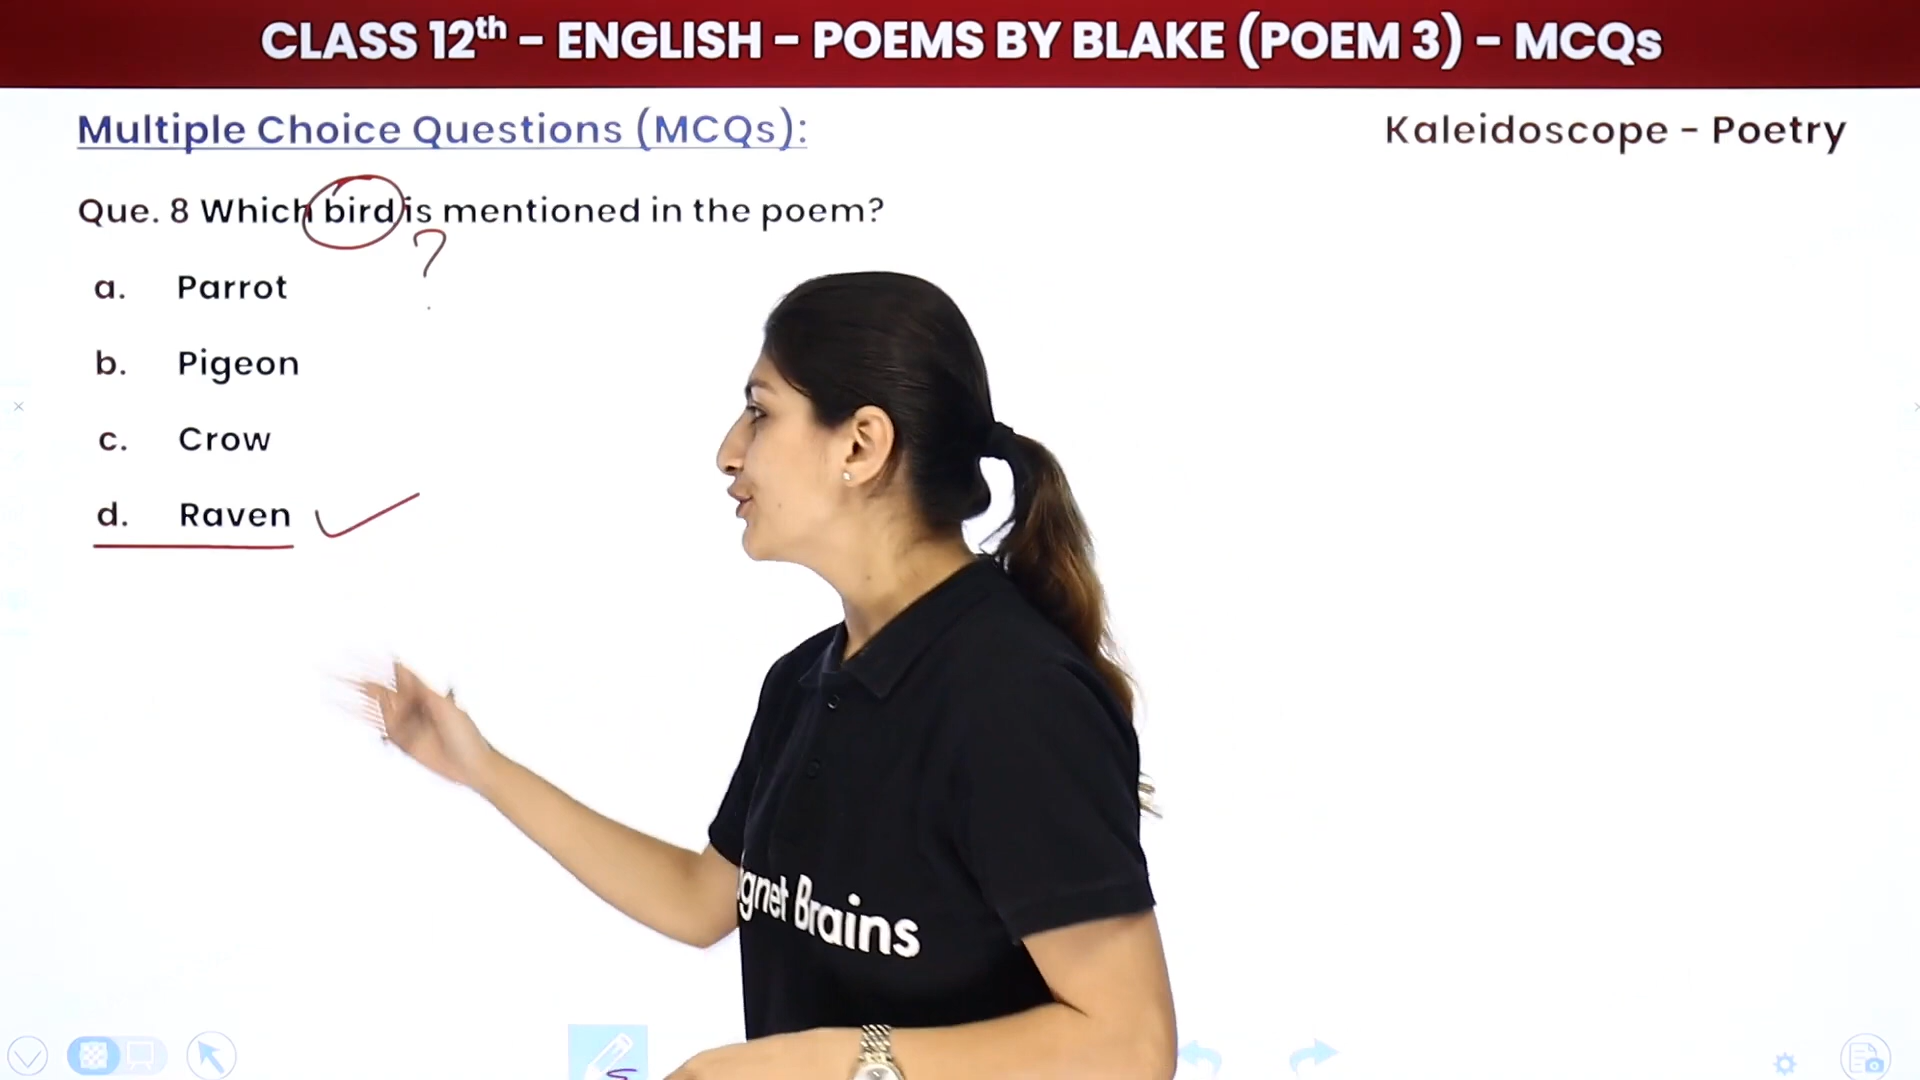 CLASS 12th - ENGLISH - POEMS BY BLAKE (POEM 3) - MCQs
Multiple Choice Questions (MCQs):
Kaleidoscope - Poetry
Que. 8 Which bird is mentioned in the poem?
?
a. Parrot
b. Pigeon
c. Crow
d. Raven
gnet Brains